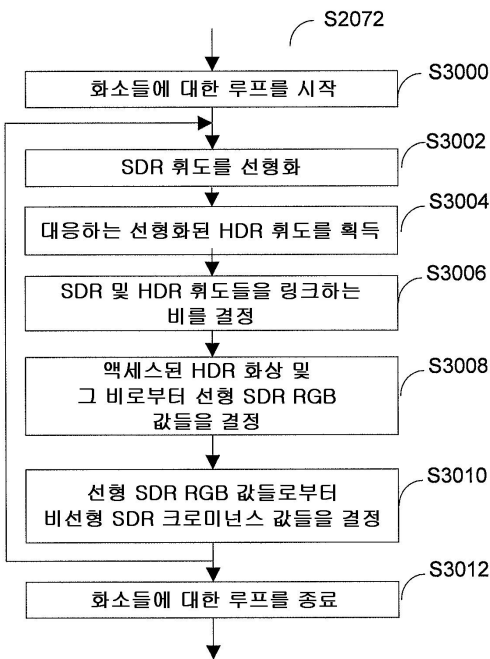 S2072
S3000
화소들에 대한 루프를 시작
S3002
SDR 휘도를 선형화
S3004
대응하는 선형화된 HDR 휘도를 획득
S3006
SDR 및 HDR 휘도들을 링크하는
비를 결정
S3008
액세스된 HDR 화상 및
그 비로부터 선형 SDR RGB
값들을 결정
S3010
선형 SDR RGB 값들로부터
비선형 SDR 크로미넌스 값들을 결정
S3012
화소들에 대한 루프를 종료